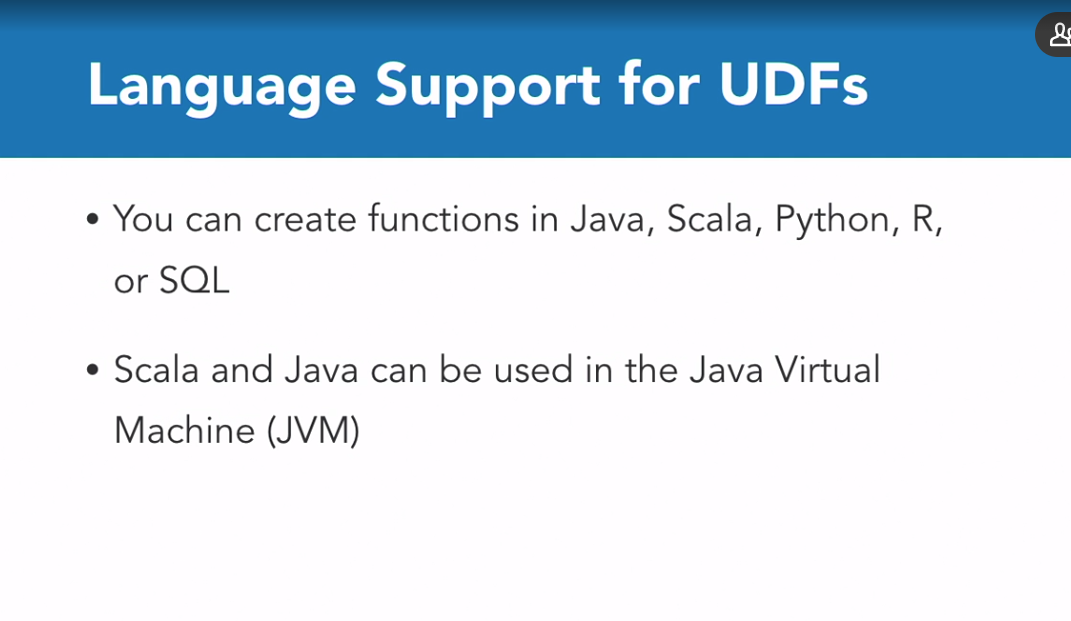 Language Support for UDFs
• You can create functions in Java, Scala, Python, R,
or SQL
• Scala and Java can be used in the Java Virtual
Machine (JVM)